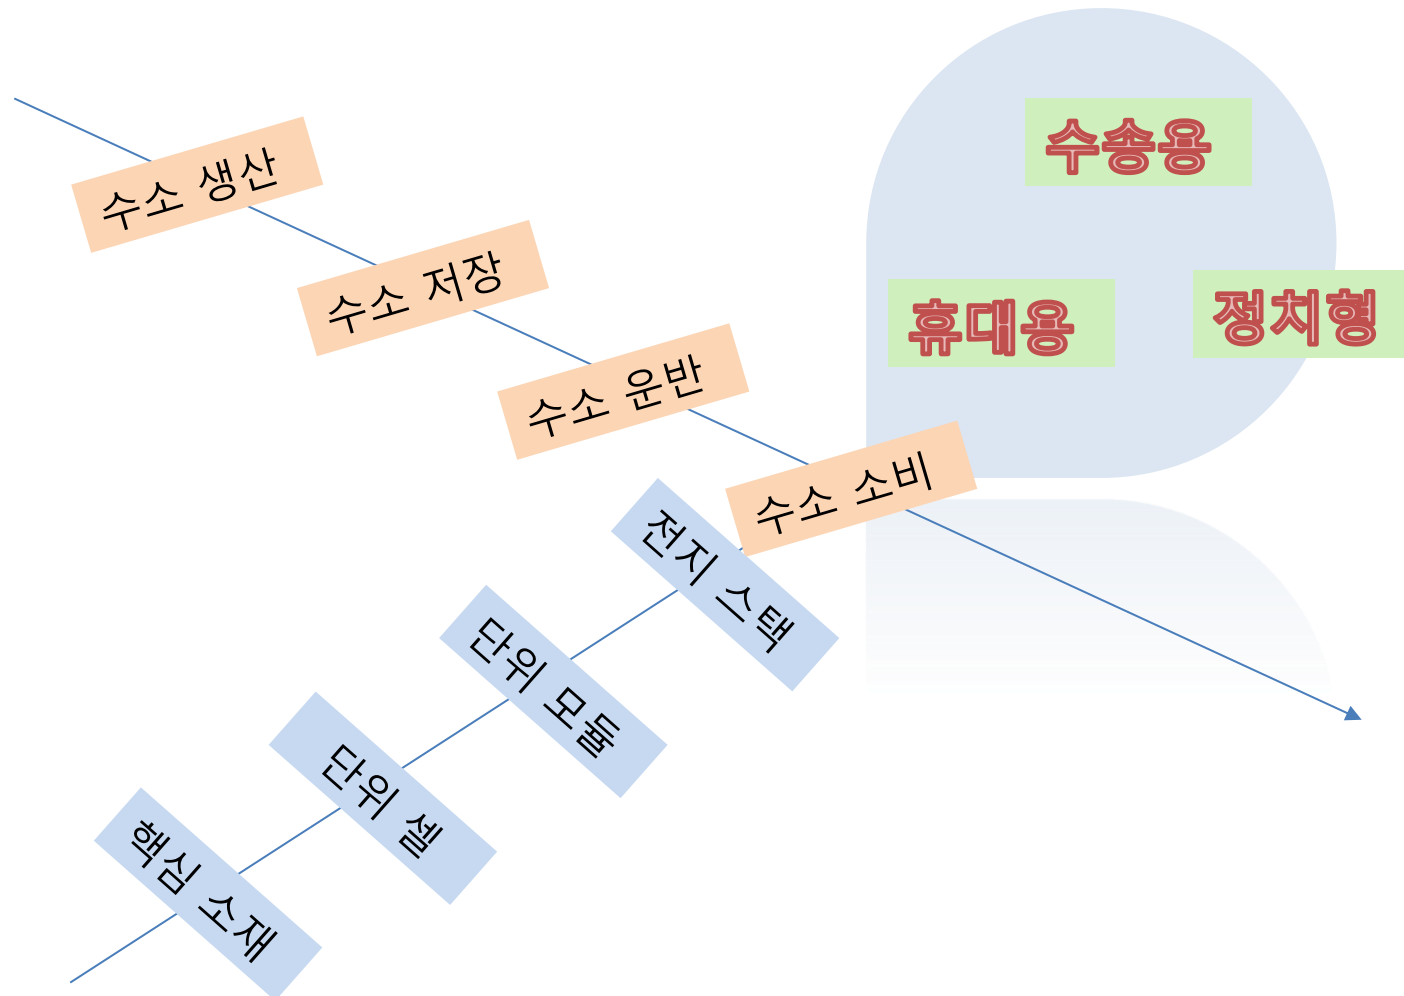 수소 생산
수소 저장
수소 운반
수소 소비
수송용
휴대용
정치형
전지 스택
단위 모듈
단위 셀
핵심 소재